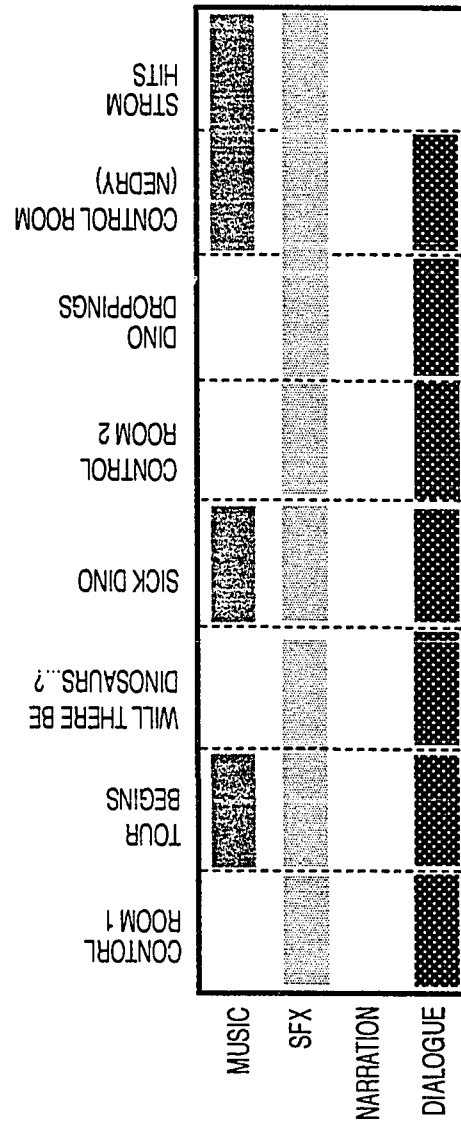 CONTORL
ROOM 1
TOUR
BEGINS
WILL THERE BE
DINOSAURS...?
SICK DINO
CONTROL
ROOM 2
DINO
DROPPINGS
CONTROL ROOM
(NEDRY)
STROM
HITS
MUSIC
SFX
NARRATION
DIALOGUE